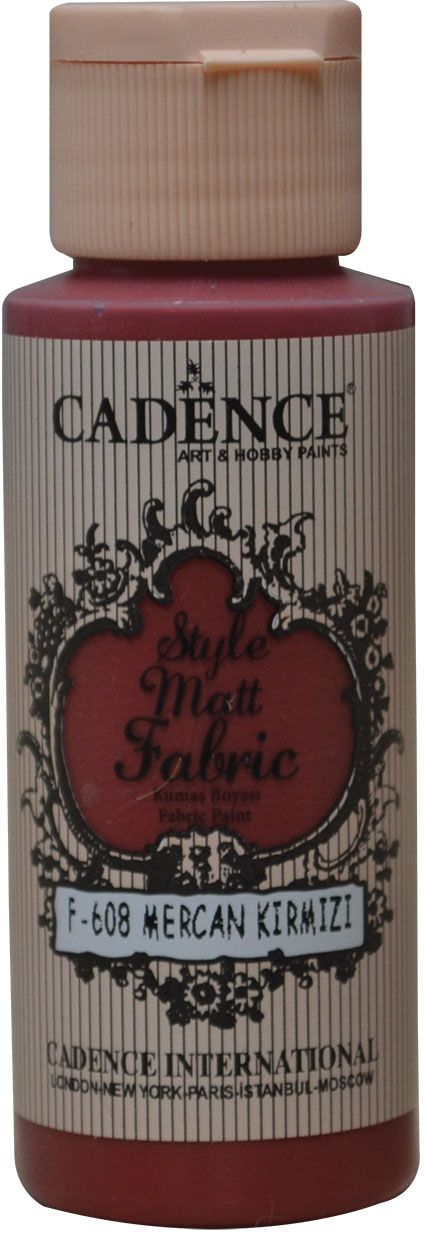 CADENCE®
ART & HOBBY PAINTS
Style
Matt
Fabric
Kumaş Boyası
Fabric Paint
F-608 MERCAN KIRMIZI
CADENCE INTERNATIONAL
LONDON-NEW YORK-PARIS-İSTANBUL-MOSCOW